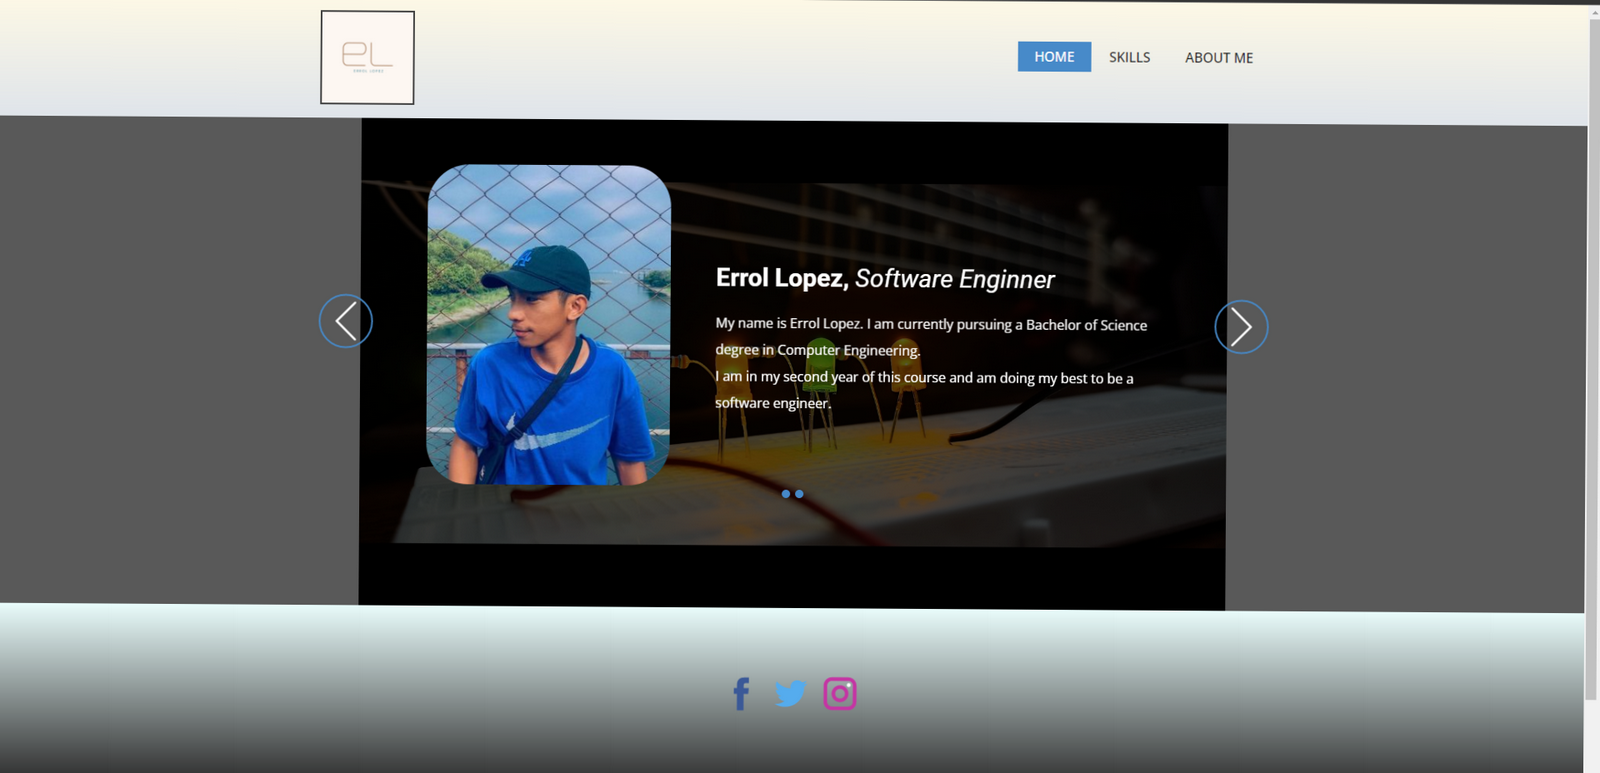 eL
ERROL LOPEZ
HOME SKILLS ABOUT ME
Errol Lopez, Software Enginner
My name is Errol Lopez. I am currently pursuing a Bachelor of Science
degree in Computer Engineering.
I am in my second year of this course and am doing my best to be a
software engineer.